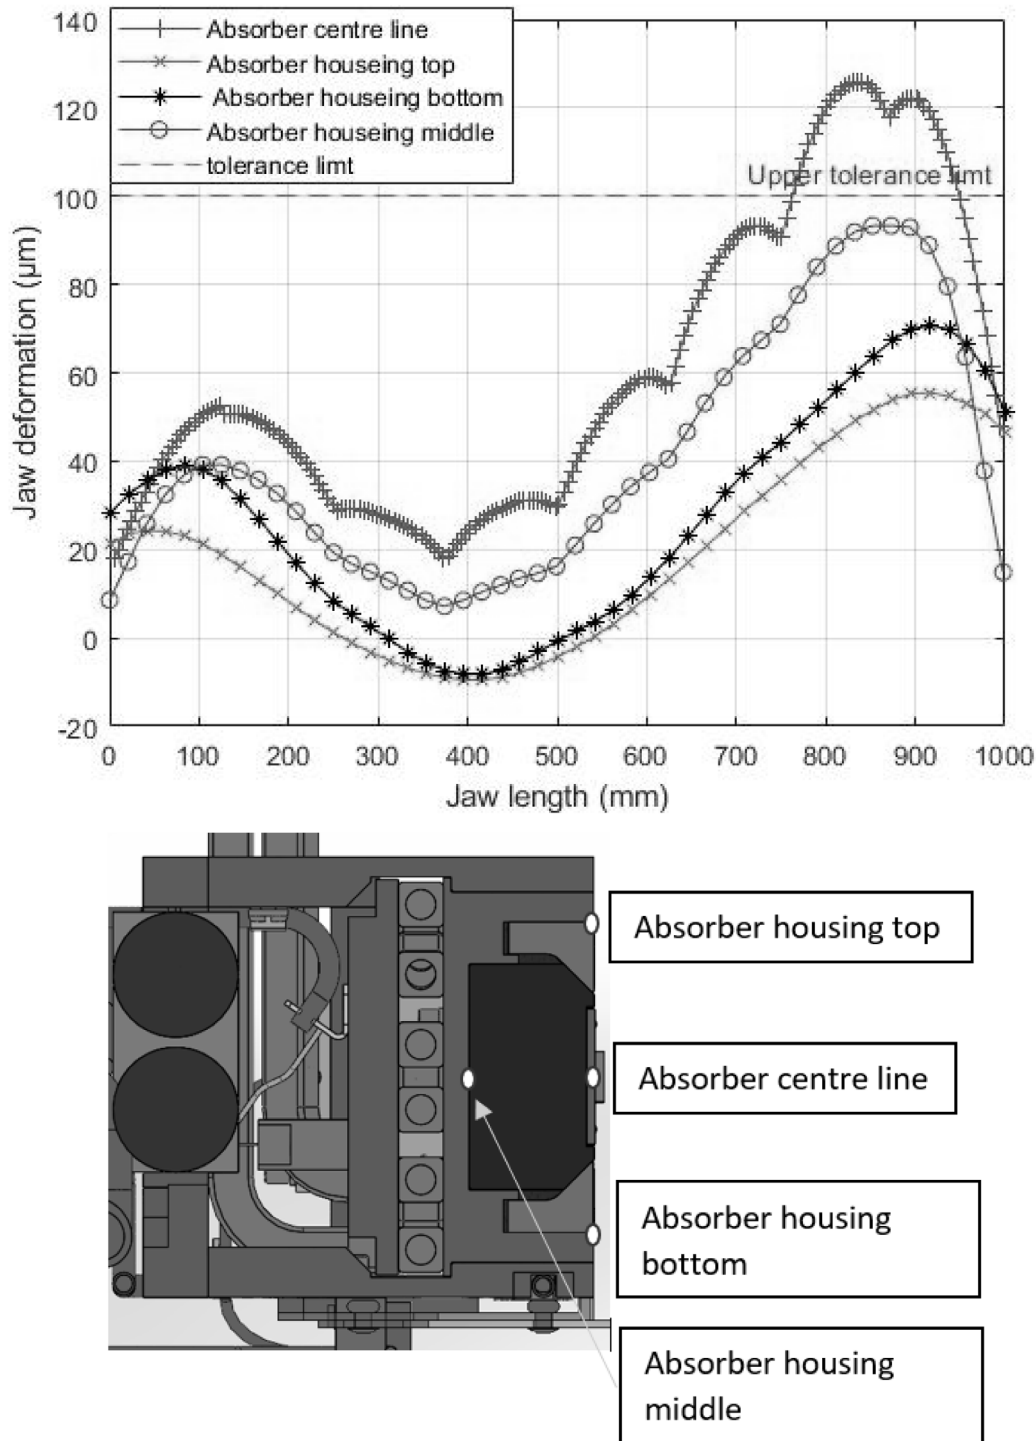 140
120
100
80
60
40
20
0
-20
Jaw deformation (μm)
Absorber centre line
Absorber houseing top
Absorber houseing bottom
Absorber houseing middle
tolerance limt
Upper tolerance limt
0 100 200 300 400 500 600 700 800 900 1000
Jaw length (mm)
Absorber housing top
Absorber centre line
Absorber housing
bottom
Absorber housing
middle